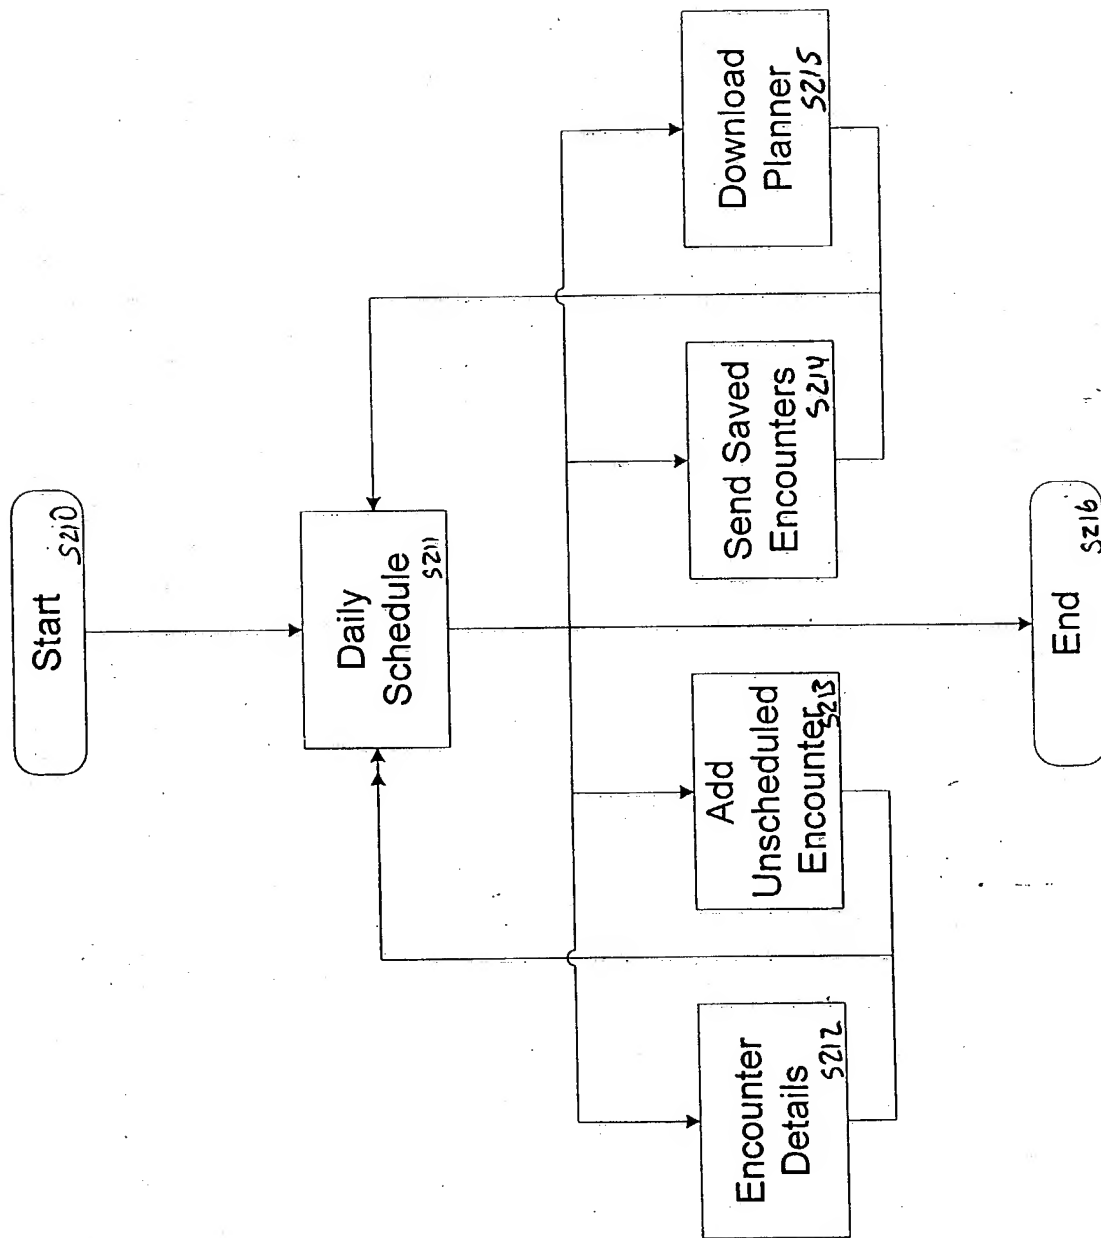 Start
S210
Daily
Schedule
S211
Encounter
Details
S212
Add
Unscheduled
Encounter
S213
Send Saved
Encounters
S214
Download
Planner
S215
End
S216